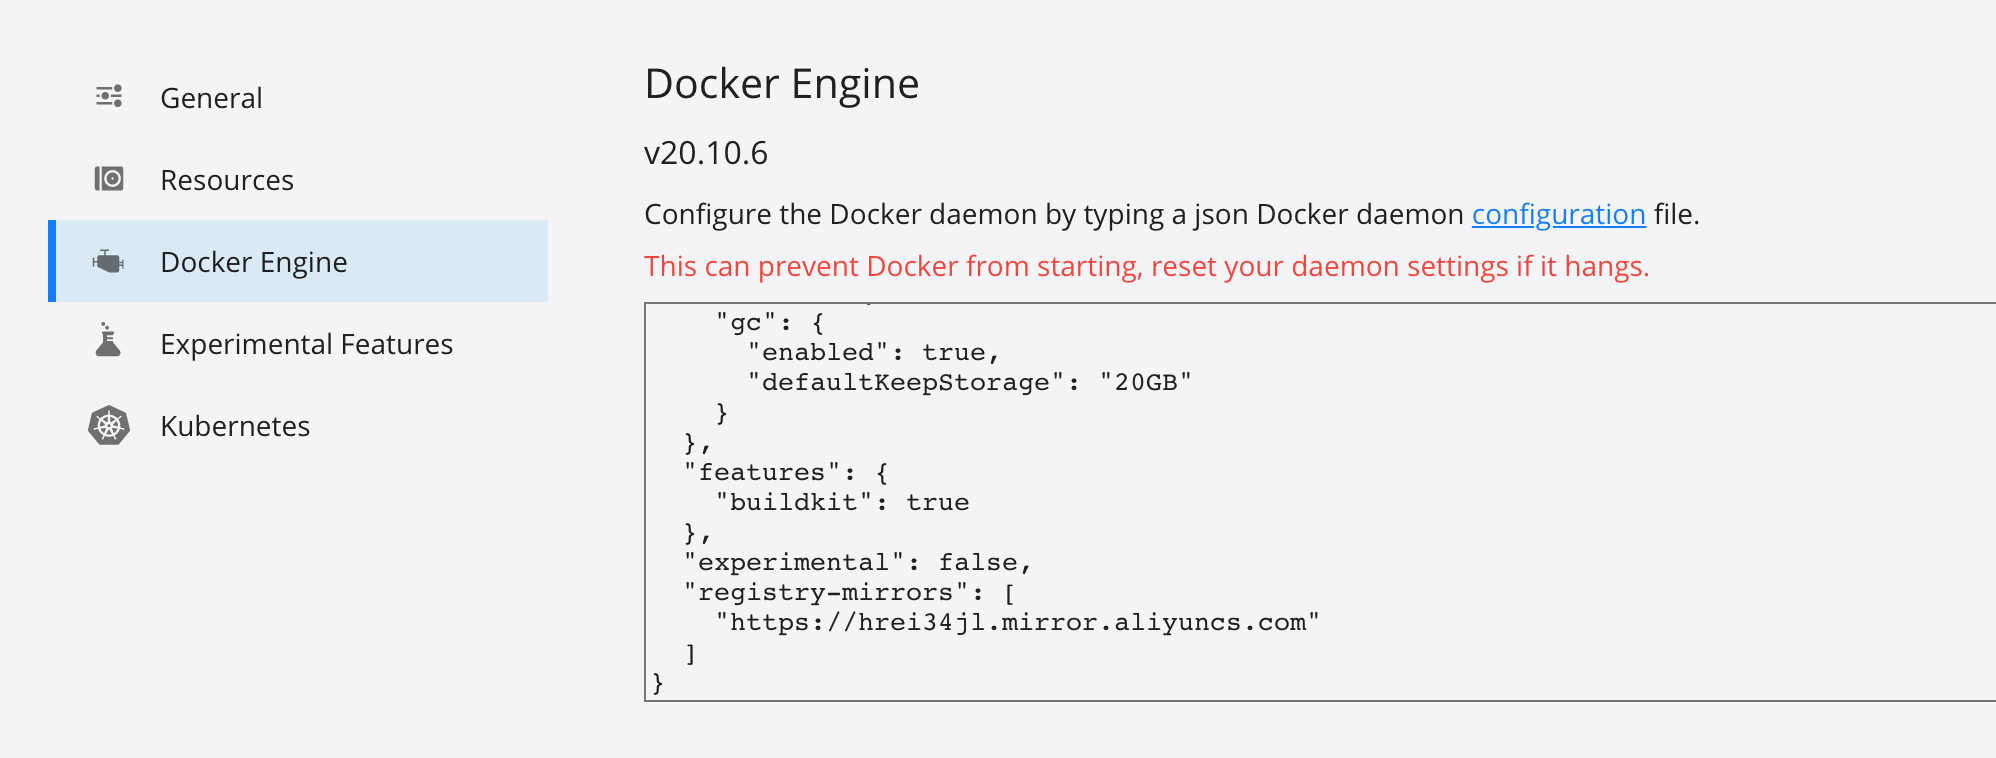 General
Resources
Docker Engine
Experimental Features
Kubernetes
Docker Engine
v20.10.6
Configure the Docker daemon by typing a json Docker daemon configuration file.
This can prevent Docker from starting, reset your daemon settings if it hangs.
    "gc": {
      "enabled": true,
      "defaultKeepStorage": "20GB"
    }
  },
  "features": {
    "buildkit": true
  },
  "experimental": false,
  "registry-mirrors": [
    "https://hrei34jl.mirror.aliyuncs.com"
  ]
}